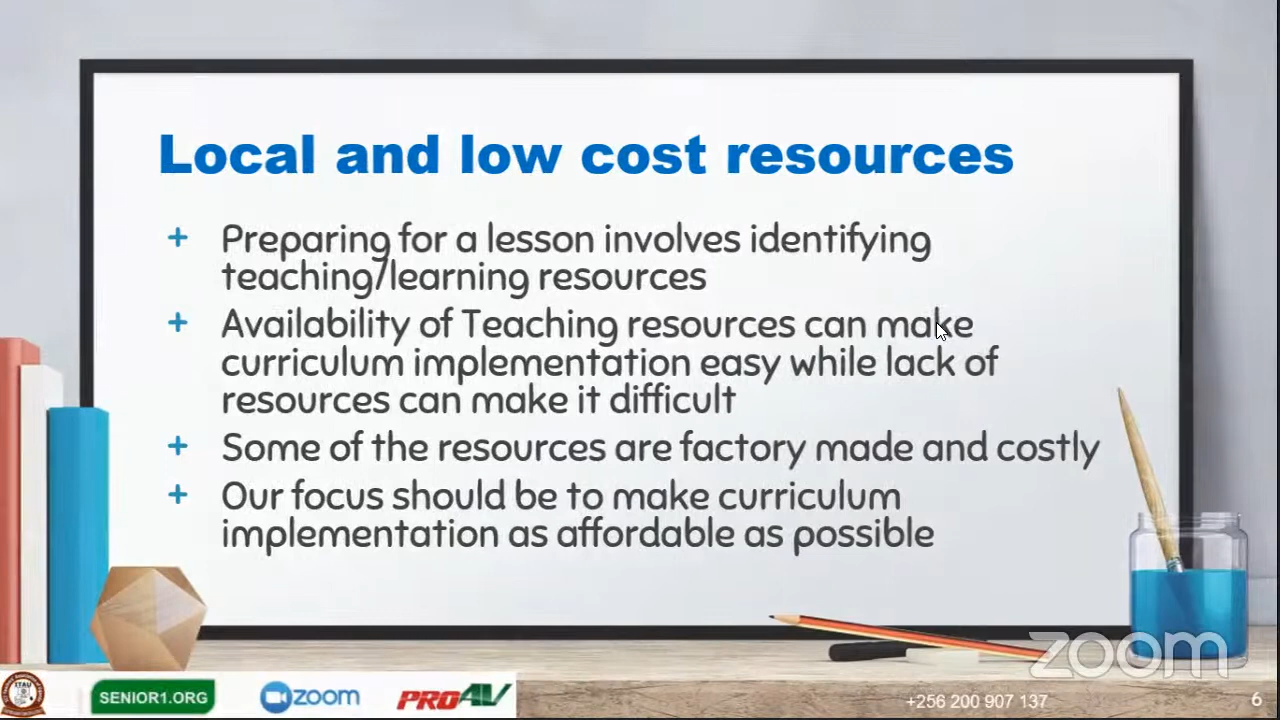 Local and low cost resources
+ Preparing for a lesson involves identifying
teaching/learning resources
+ Availability of Teaching resources can make
curriculum implementation easy while lack of
resources can make it difficult
+ Some of the resources are factory made and costly
+ Our focus should be to make curriculum
implementation as affordable as possible
zoom
ITAU
SENIOR1.ORG
zoom
PRO AV
+256 200 907 137
6